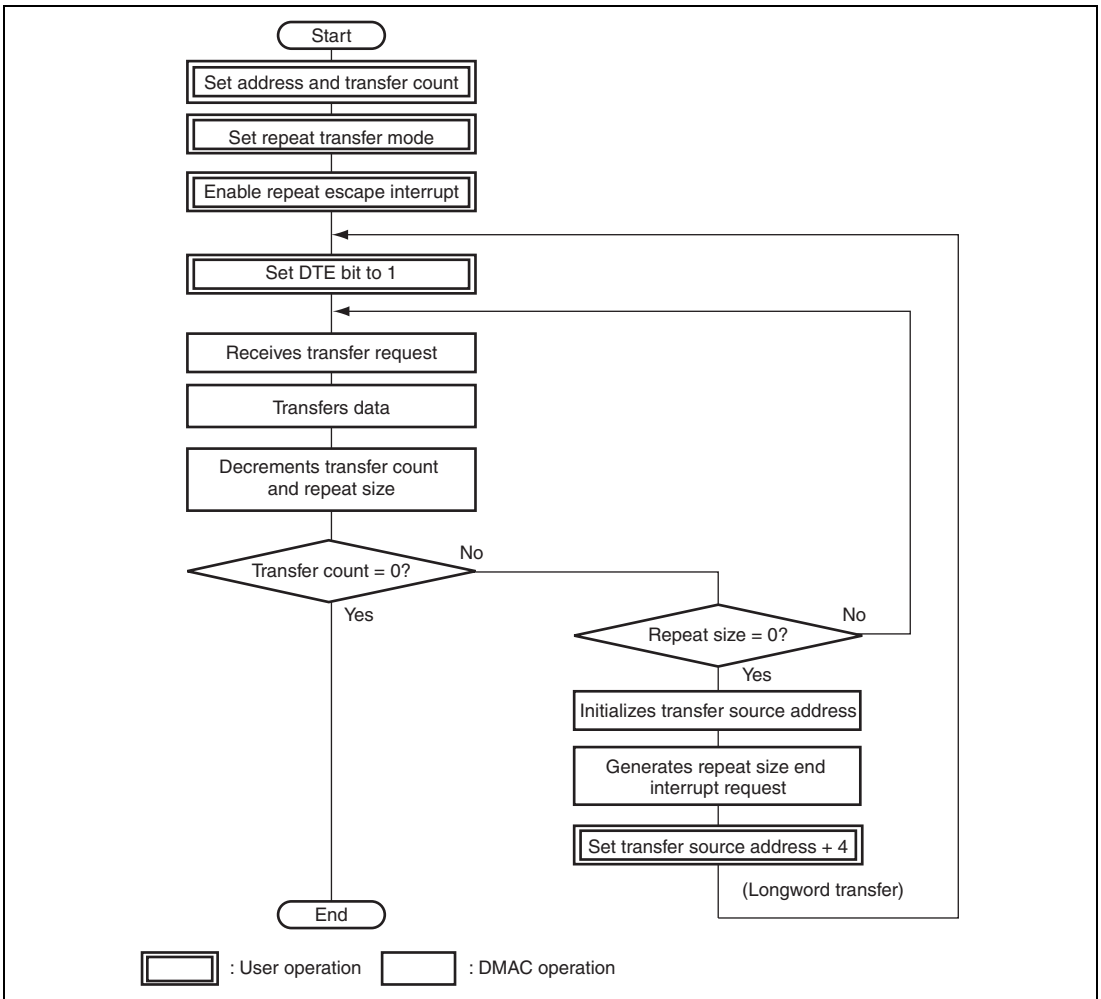 Start
Set address and transfer count
Set repeat transfer mode
Enable repeat escape interrupt
Set DTE bit to 1
Receives transfer request
Transfers data
Decrements transfer count
and repeat size
Transfer count = 0?
No
Yes
Repeat size = 0?
No
Yes
Initializes transfer source address
Generates repeat size end
interrupt request
Set transfer source address + 4
(Longword transfer)
End
: User operation
: DMAC operation